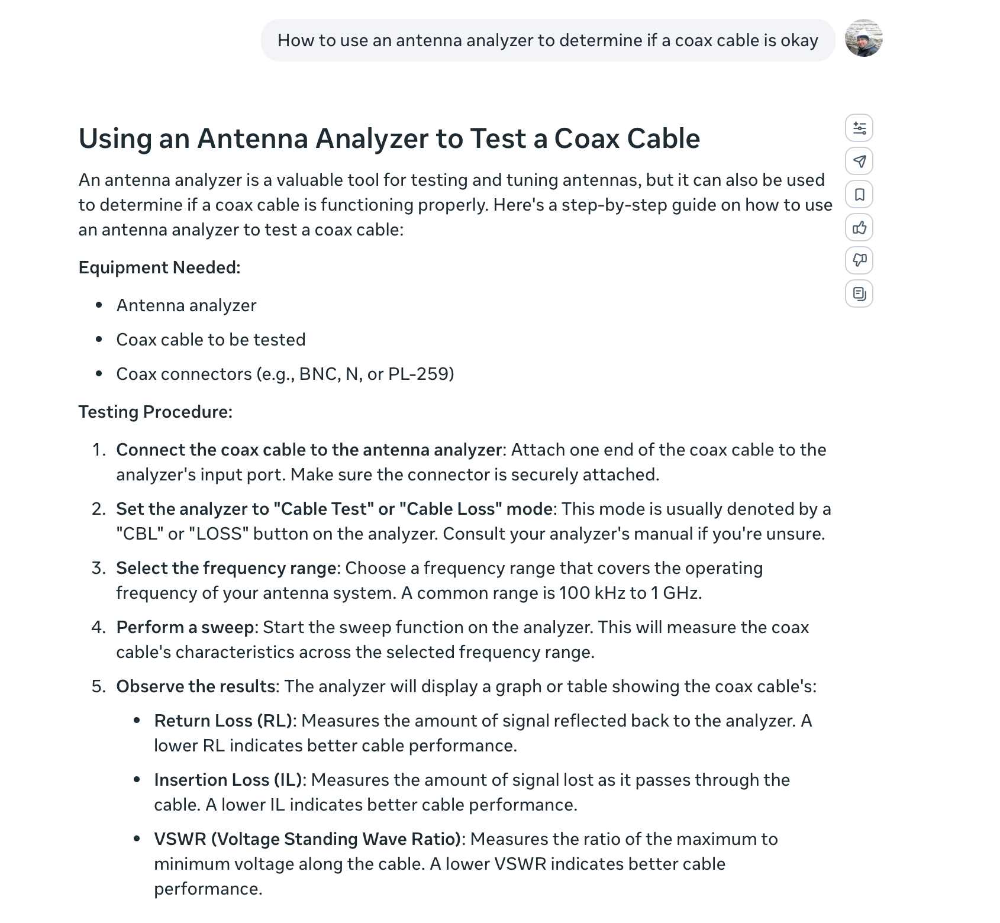 How to use an antenna analyzer to determine if a coax cable is okay
Using an Antenna Analyzer to Test a Coax Cable
An antenna analyzer is a valuable tool for testing and tuning antennas, but it can also be used
to determine if a coax cable is functioning properly. Here's a step-by-step guide on how to use
an antenna analyzer to test a coax cable:
Equipment Needed:
• Antenna analyzer
• Coax cable to be tested
• Coax connectors (e.g., BNC, N, or PL-259)
Testing Procedure:
1. Connect the coax cable to the antenna analyzer: Attach one end of the coax cable to the
analyzer's input port. Make sure the connector is securely attached.
2. Set the analyzer to "Cable Test" or "Cable Loss" mode: This mode is usually denoted by a
"CBL" or "LOSS" button on the analyzer. Consult your analyzer's manual if you're unsure.
3. Select the frequency range: Choose a frequency range that covers the operating
frequency of your antenna system. A common range is 100 kHz to 1 GHz.
4. Perform a sweep: Start the sweep function on the analyzer. This will measure the coax
cable's characteristics across the selected frequency range.
5. Observe the results: The analyzer will display a graph or table showing the coax cable's:
• Return Loss (RL): Measures the amount of signal reflected back to the analyzer. A
lower RL indicates better cable performance.
• Insertion Loss (IL): Measures the amount of signal lost as it passes through the
cable. A lower IL indicates better cable performance.
• VSWR (Voltage Standing Wave Ratio): Measures the ratio of the maximum to
minimum voltage along the cable. A lower VSWR indicates better cable
performance.